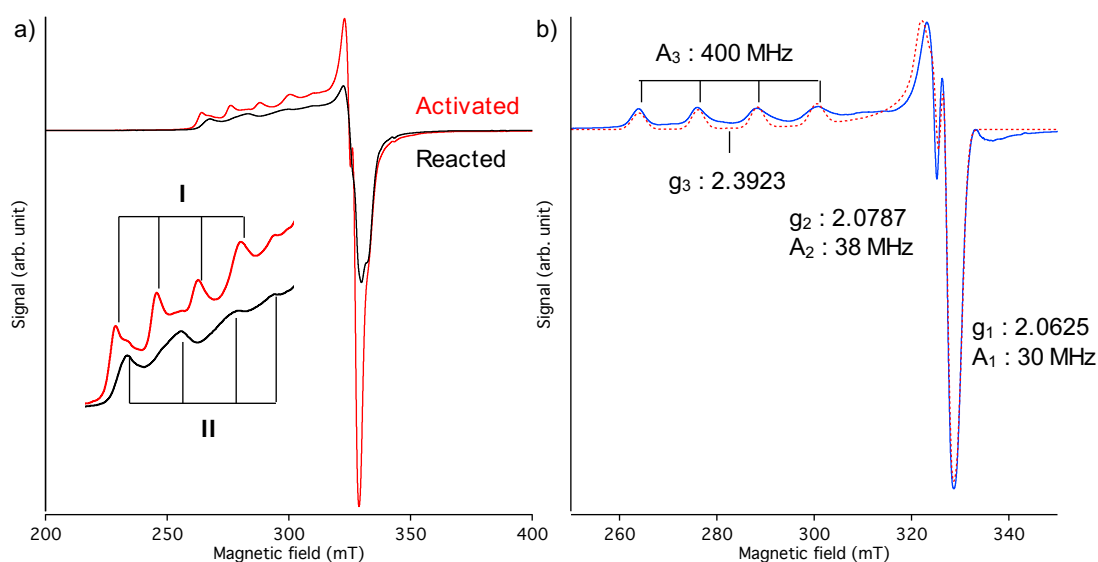 a)
Signal (arb. unit)
Activated
Reacted
I
II
200
250
300
350
400
Magnetic field (mT)
b)
Signal (arb. unit)
A₃ : 400 MHz
g₃ : 2.3923
g₂ : 2.0787
A₂ : 38 MHz
g₁ : 2.0625
A₁ : 30 MHz
260
280
300
320
340
Magnetic field (mT)